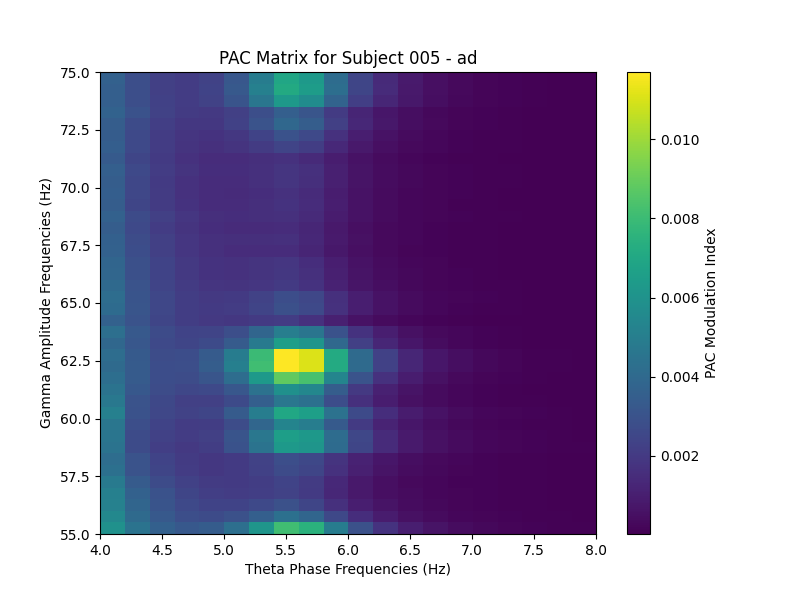 PAC Matrix for Subject 005 - ad
75.0
72.5
70.0
67.5
65.0
62.5
60.0
57.5
55.0
Gamma Amplitude Frequencies (Hz)
4.0 4.5 5.0 5.5 6.0 6.5 7.0 7.5 8.0
Theta Phase Frequencies (Hz)
0.010
0.008
0.006
0.004
0.002
PAC Modulation Index